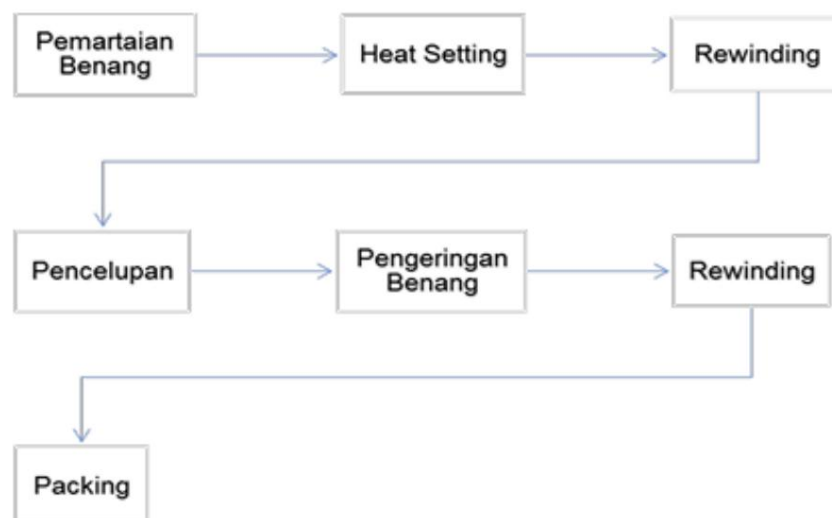 Pemartaian
Benang
Heat Setting
Rewinding
Pencelupan
Pengeringan
Benang
Rewinding
Packing